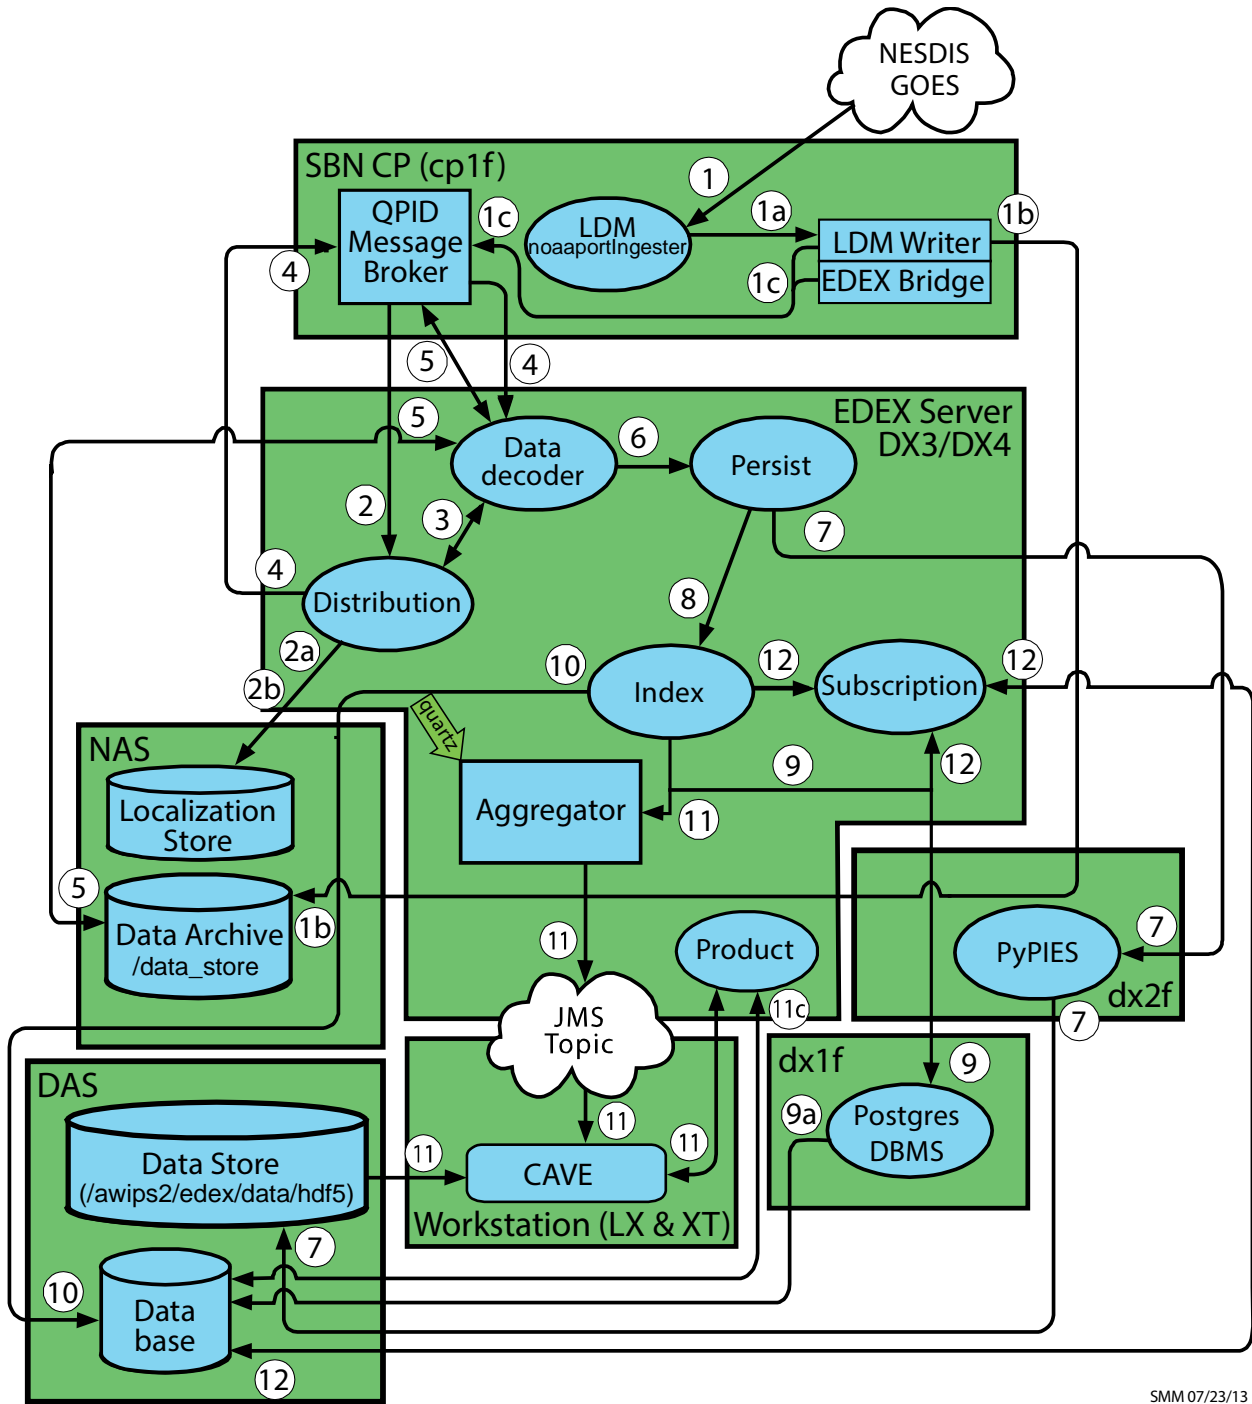 NESDIS
GOES
SBN CP (cp1f)
1
QPID
Message
Broker
1c
LDM
noaaportIngester
1a
LDM Writer
EDEX Bridge
1b
1c
4
5
4
EDEX Server
DX3/DX4
5
Data
decoder
6
Persist
2
3
7
4
Distribution
8
2a
2b
10
Index
12
Subscription
12
quartz
NAS
Localization
Store
Aggregator
9
12
11
5
Data Archive
/data_store
1b
11
Product
PyPIES
7
dx2f
11c
7
JMS
Topic
dx1f
9
DAS
9a
Postgres
DBMS
Data Store
(/awips2/edex/data/hdf5)
11
11
11
CAVE
Workstation (LX & XT)
7
10
Data
base
12
SMM 07/23/13